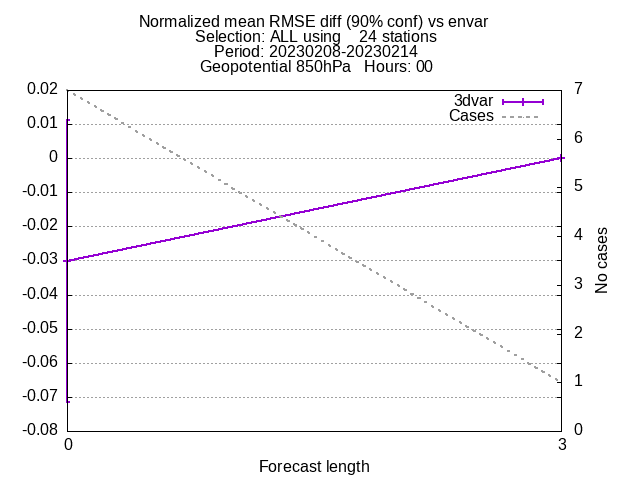 Normalized mean RMSE diff (90% conf) vs envar
Selection: ALL using    24 stations
Period: 20230208-20230214
Geopotential 850hPa   Hours: 00
3dvar
Cases
0.02
0.01
0
-0.01
-0.02
-0.03
-0.04
-0.05
-0.06
-0.07
-0.08
7
6
5
4
3
2
1
0
No cases
0
3
Forecast length